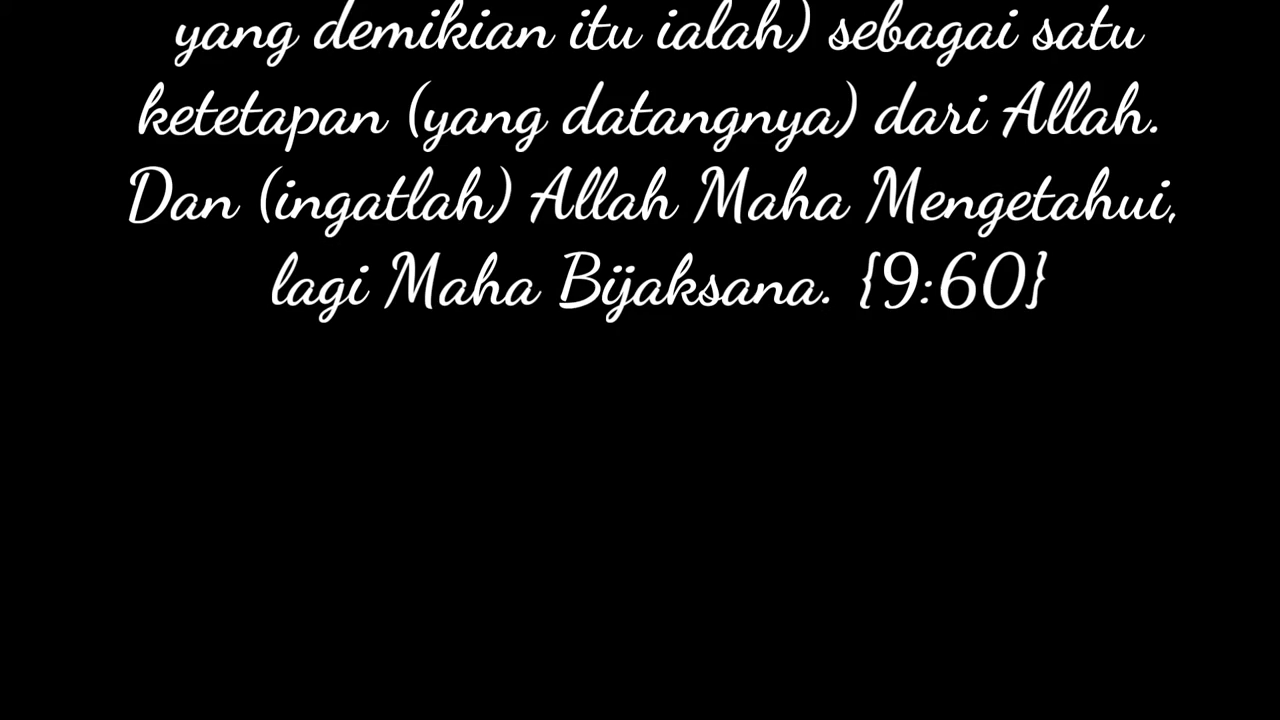 yang demikian itu ialah) sebagai satu
ketetapan (yang datangnya) dari Allah.
Dan (ingatlah) Allah Maha Mengetahui,
lagi Maha Bijaksana. {9:60}